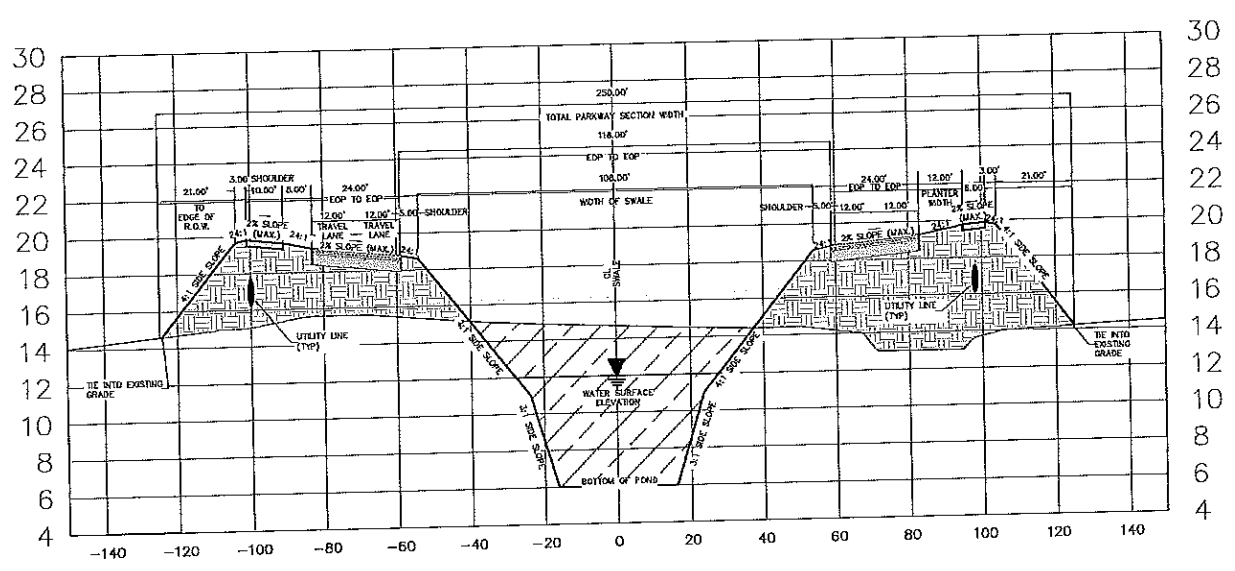 30 30
28 28
26 26
24 24
22 22
20 20
18 18
16 16
14 14
12 12
10 10
8 8
6 6
4 4
250.00'
TOTAL PARKWAY SECTION WIDTH
118.00'
EOP TO EOP
108.00'
WIDTH OF SWALE
3.00' SHOULDER
21.00' 10.00' 8.00' 24.00'
EOP TO EOP
TO
EDGE OF
R.O.W.
2% SLOPE
(MAX.)
24:1 24:1
12.00' 12.00'
TRAVEL TRAVEL
LANE LANE
2% SLOPE (MAX.)
24:1
5.00' SHOULDER
SHOULDER 5.00'
24.00' 12.00' 3.00'
EOP TO EOP
8.00' 21.00'
12.00' 12.00'
PLANTER
WIDTH
2% SLOPE
(MAX.)
24:1 2% SLOPE (MAX.) 24:1 24:1
4:1 SIDE SLOPE
4:1 SIDE SLOPE
CL
SWALE
UTILITY LINE
(TYP)
UTILITY LINE
(TYP)
4:1 SIDE SLOPE
4:1 SIDE SLOPE
TIE INTO EXISTING
GRADE
TIE INTO
EXISTING
GRADE
WATER SURFACE
ELEVATION
3:1 SIDE SLOPE
3:1 SIDE SLOPE
BOTTOM OF POND
-140 -120 -100 -80 -60 -40 -20 0 20 40 60 80 100 120 140